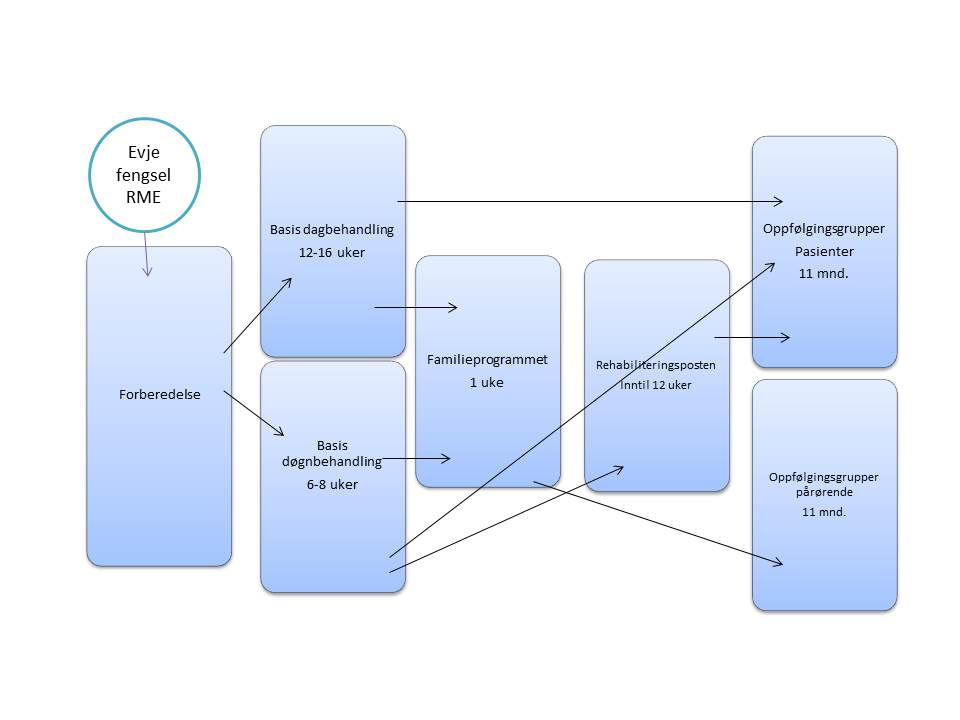 Evje
fengsel
RME
Forberedelse
Basis dagbehandling
12-16 uker
Basis
døgnbehandling
6-8 uker
Familieprogrammet
1 uke
Rehabiliteringsposten
Inntil 12 uker
Oppfølgingsgrupper
Pasienter
11 mnd.
Oppfølgingsgrupper
pårørende
11 mnd.